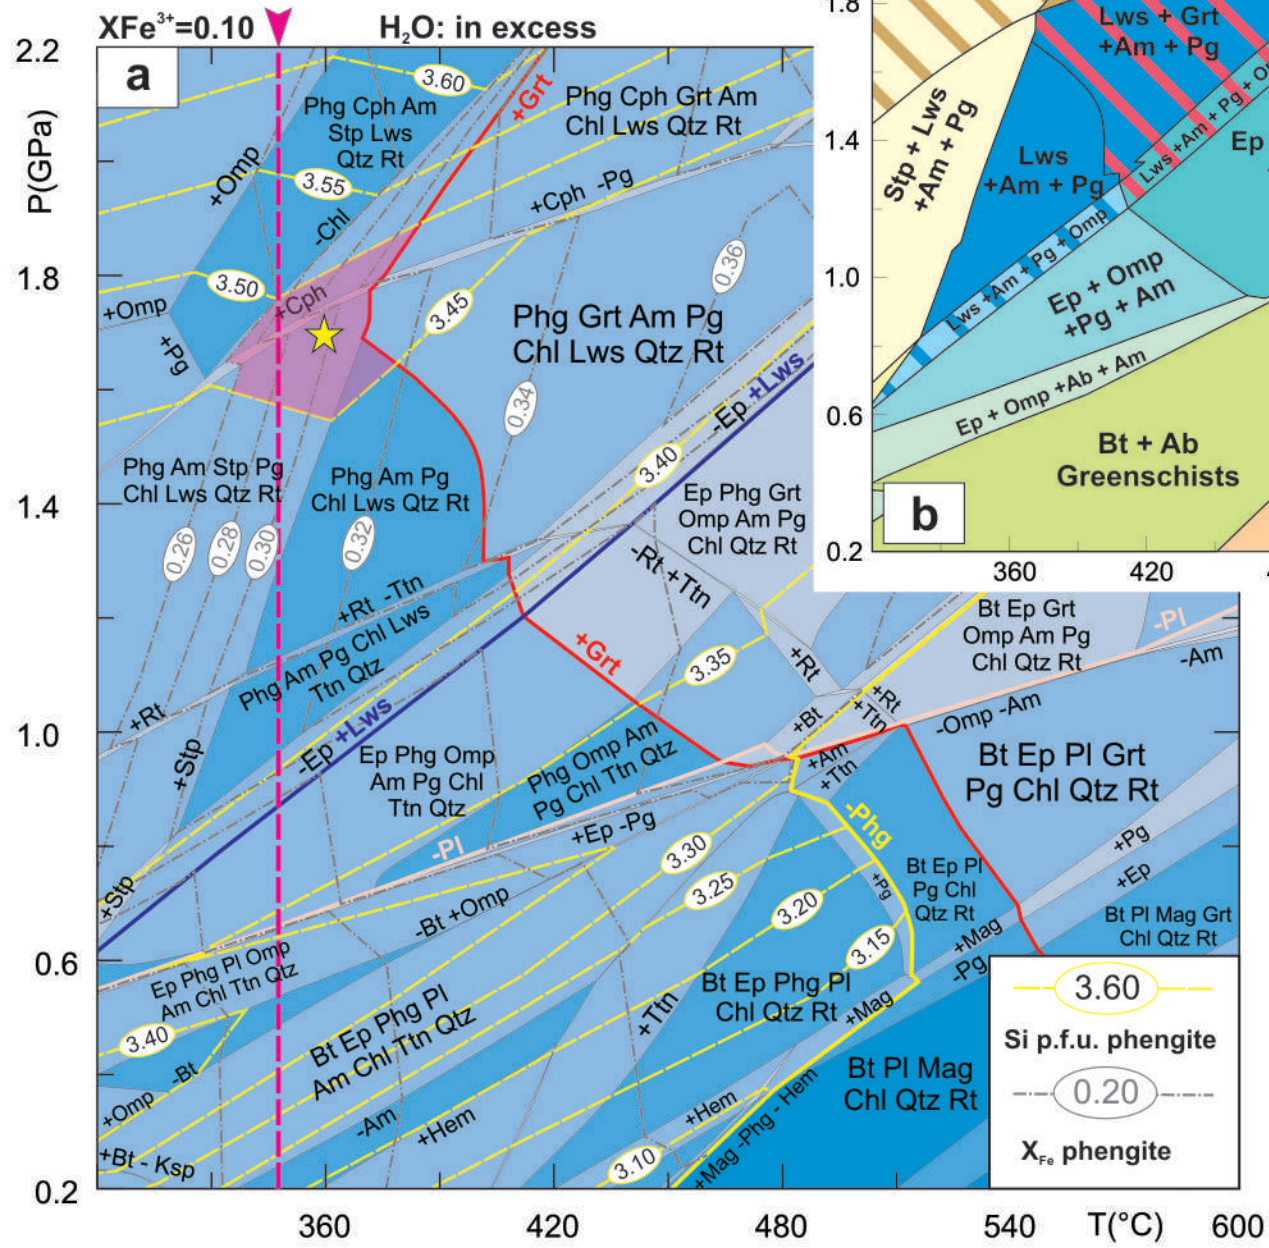 XFe³⁺=0.10
H₂O: in excess
a
2.2
1.8
1.4
1.0
0.6
0.2
P(GPa)
360
420
480
540
T(°C)
600
3.60
Phg Cph Am
Stp Lws
Qtz Rt
+Grt
Phg Cph Grt Am
Chl Lws Qtz Rt
+Omp
3.55
-Chl
+Cph -Pg
3.50
+Cph
+Omp
+Pg
3.45
0.36
Phg Grt Am Pg
Chl Lws Qtz Rt
0.34
-Ep +Lws
3.40
Phg Am Stp Pg
Chl Lws Qtz Rt
Phg Am Pg
Chl Lws Qtz Rt
0.26
0.28
0.30
0.32
Ep Phg Grt
Omp Am Pg
Chl Qtz Rt
-Rt +Ttn
+Rt -Ttn
Phg Am Pg Chl Lws
Ttn Qtz
+Rt
+Stp
-Ep +Lws
+Grt
3.35
+Rt
Bt Ep Grt
Omp Am Pg
Chl Qtz Rt
-Pl
-Am
+Rt
+Ttn
+Bt
-Omp -Am
+Am
+Ttn
Ep Phg Omp
Am Pg Chl
Ttn Qtz
Phg Omp Am
Pg Chl Ttn Qtz
Bt Ep Pl Grt
Pg Chl Qtz Rt
-Pl
+Ep -Pg
-Phg
3.30
3.25
3.20
3.15
+Pg
Bt Ep Pl
Pg Chl
Qtz Rt
+Pg
+Ep
+Stp
-Bt +Omp
+Mag
-Pg
Bt Pl Mag Grt
Chl Qtz Rt
Ep Phg Pl Omp
Am Chl Ttn Qtz
3.40
-Bt
+Omp
Bt Ep Phg Pl
Am Chl Ttn Qtz
+Ttn
Bt Ep Phg Pl
Chl Qtz Rt
+Mag
Bt Pl Mag
Chl Qtz Rt
-Am
+Hem
+Hem
+Bt - Ksp
3.10
+Mag -Phg - Hem
3.60
Si p.f.u. phengite
0.20
X_Fe phengite
b
1.8
1.4
1.0
0.6
0.2
360
420
Lws + Grt
+Am + Pg
Stp + Lws
+Am + Pg
Lws
+Am + Pg
Lws +Am + Pg +
Ep
Lws +Am + Pg + Omp
Ep + Omp
+Pg + Am
Ep + Omp +Ab + Am
Bt + Ab
Greenschists